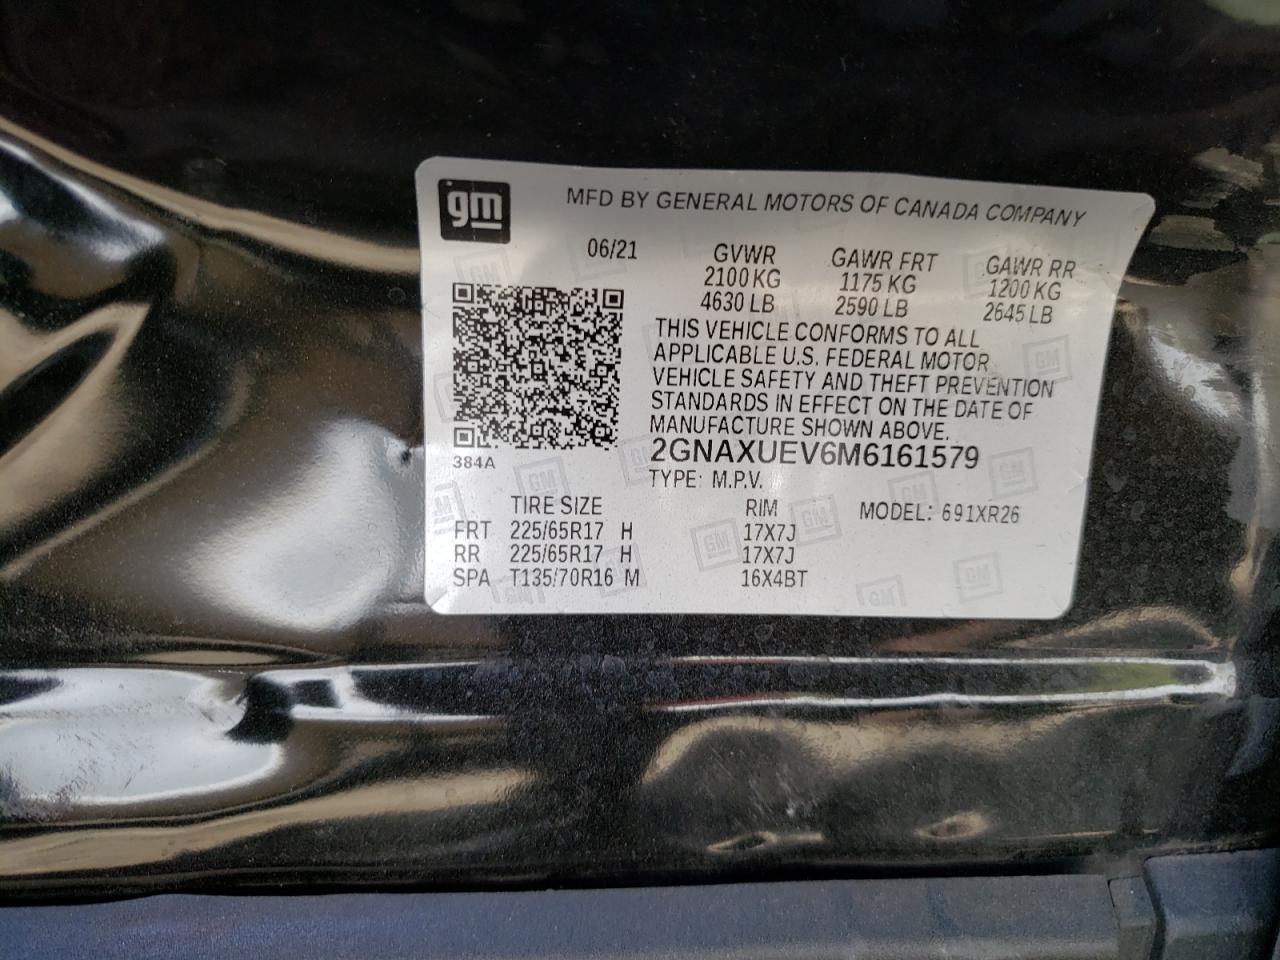 gm
MFD BY GENERAL MOTORS OF CANADA COMPANY
06/21 GVWR GAWR FRT GAWR RR
2100 KG 1175 KG 1200 KG
4630 LB 2590 LB 2645 LB
THIS VEHICLE CONFORMS TO ALL
APPLICABLE U.S. FEDERAL MOTOR
VEHICLE SAFETY AND THEFT PREVENTION
STANDARDS IN EFFECT ON THE DATE OF
MANUFACTURE SHOWN ABOVE.
384A
2GNAXUEV6M6161579
TYPE: M.P.V.
TIRE SIZE RIM MODEL: 691XR26
FRT 225/65R17 H 17X7J
RR 225/65R17 H 17X7J
SPA T135/70R16 M 16X4BT